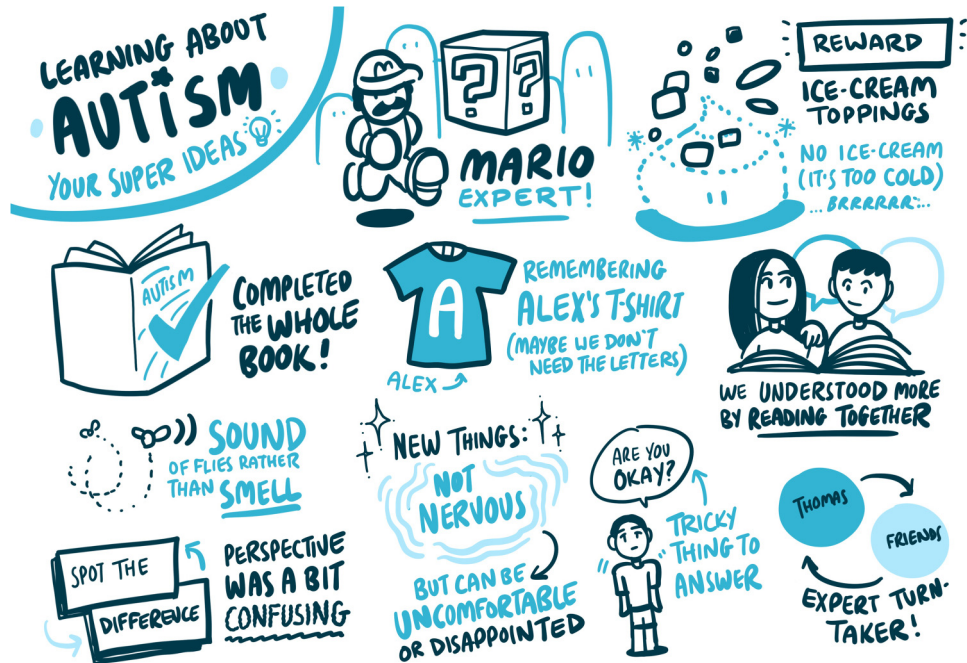 LEARNING ABOUT
AUTiSM
YOUR SUPER IDEAS
M
? ?
MARIO
EXPERT!
REWARD
ICE-CREAM
TOPPINGS
NO ICE-CREAM
(IT'S TOO COLD)
... BRRRRRR...
AUTISM
COMPLETED
THE WHOLE
BOOK!
A
ALEX
REMEMBERING
ALEX'S T-SHIRT
(MAYBE WE DON'T
NEED THE LETTERS)
WE UNDERSTOOD MORE
BY READING TOGETHER
SOUND
OF FLIES RATHER
THAN SMELL
NEW THINGS:
NOT
NERVOUS
BUT CAN BE
UNCOMFORTABLE
OR DISAPPOINTED
ARE YOU
OKAY?
TRICKY
THING TO
ANSWER
THOMAS
FRIENDS
EXPERT TURN-
TAKER!
SPOT THE
DIFFERENCE
PERSPECTIVE
WAS A BIT
CONFUSING